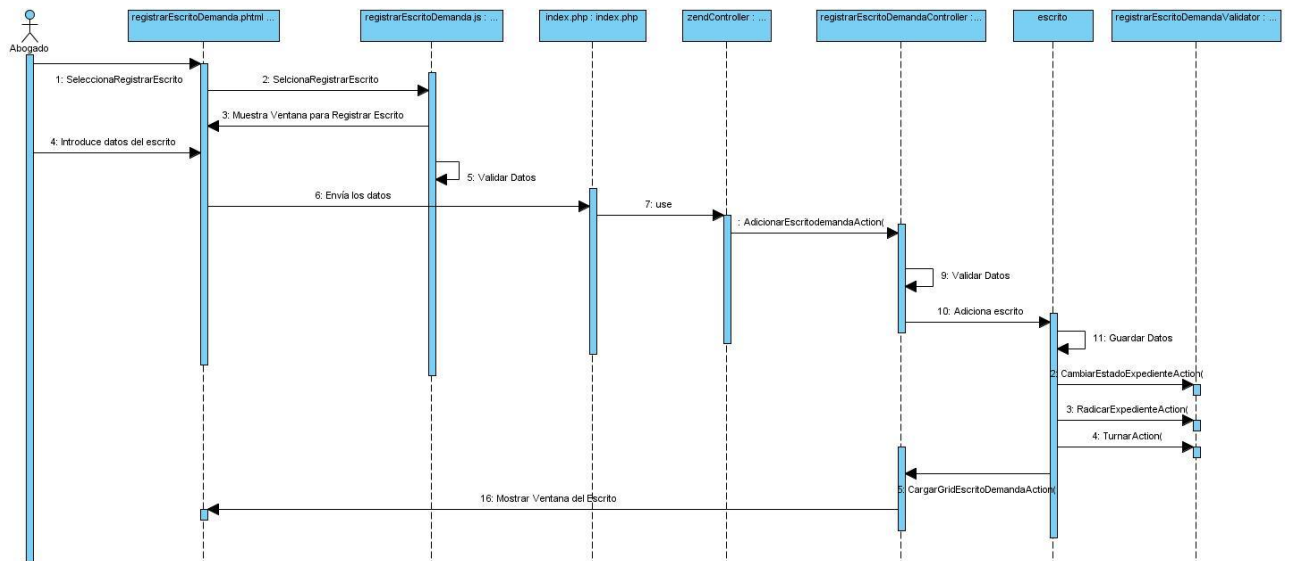 registrarEscritoDemanda.phtml ...
registrarEscritoDemanda.js : ...
index.php : index.php
zendController : ...
registrarEscritoDemandaController : ...
escrito
registrarEscritoDemandaValidator : ...
Abogado
1: SeleccionaRegistrarEscrito
2: SelcionaRegistrarEscrito
3: Muestra Ventana para Registrar Escrito
4: Introduce datos del escrito
5: Validar Datos
6: Envía los datos
7: use
: AdicionarEscritodemandaAction(
9: Validar Datos
10: Adiciona escrito
11: Guardar Datos
2: CambiarEstadoExpedienteAction(
3: RadicarExpedienteAction(
4: TurnarAction(
5: CargarGridEscritoDemandaAction(
16: Mostrar Ventana del Escrito